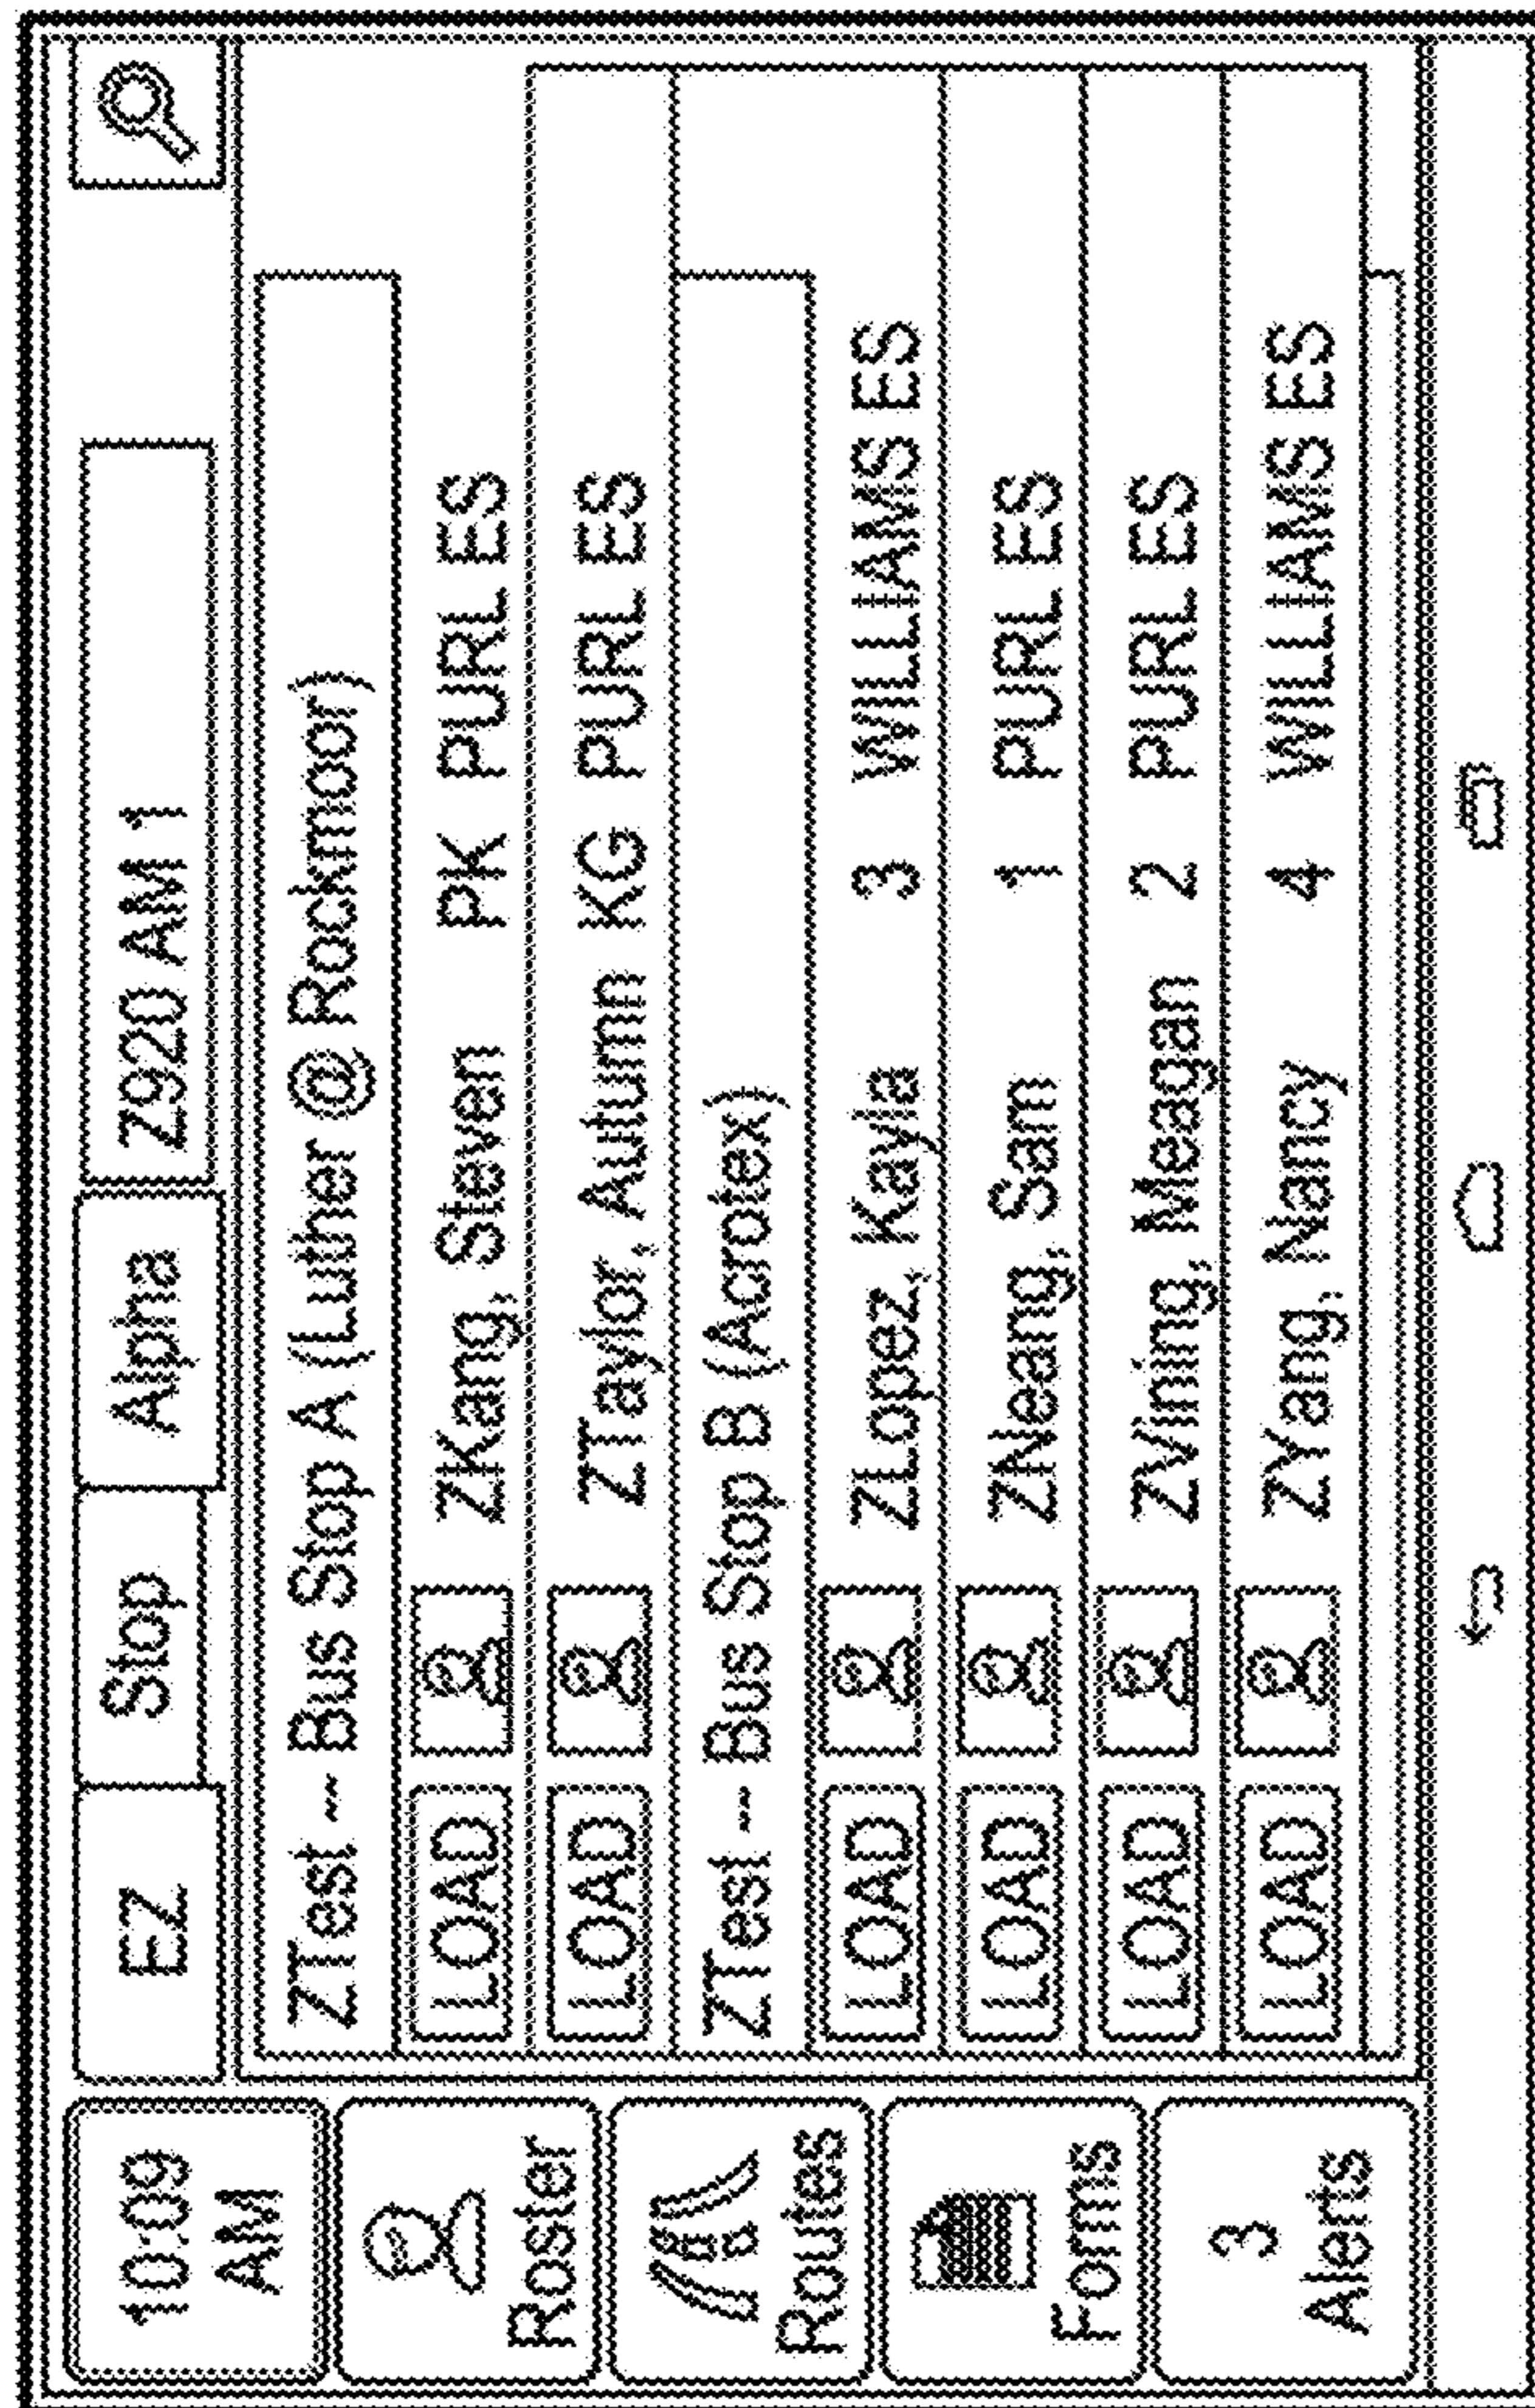 10:09 AM
EZ Stop Alpha Z920 AM 1
Roster
Routes
Forms
3 Alerts
ZTest -- Bus Stop A (Luther @ Rockmoor)
LOAD ZKang, Steven PK PURL ES
LOAD ZTaylor, Autumn KG PURL ES
ZTest -- Bus Stop B (Acrotex)
LOAD ZLopez, Kayla 3 WILLIAMS ES
LOAD ZNeang, Sam 1 PURL ES
LOAD ZVining, Meagan 2 PURL ES
LOAD ZYang, Nancy 4 WILLIAMS ES